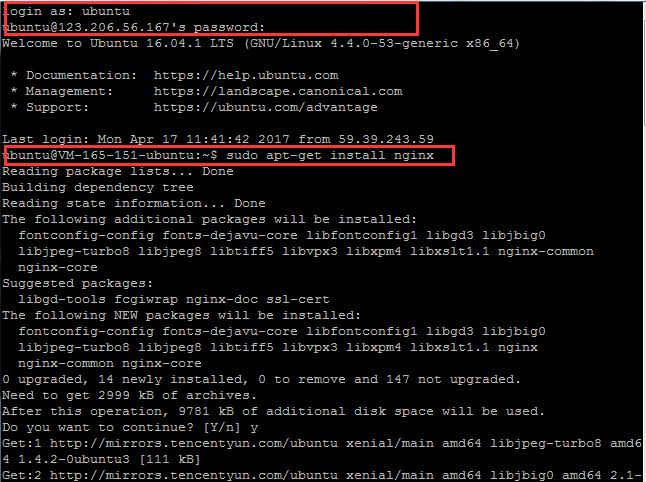 login as: ubuntu
ubuntu@123.206.56.167's password:
Welcome to Ubuntu 16.04.1 LTS (GNU/Linux 4.4.0-53-generic x86_64)
* Documentation:  https://help.ubuntu.com
* Management:     https://landscape.canonical.com
* Support:        https://ubuntu.com/advantage
Last login: Mon Apr 17 11:41:42 2017 from 59.39.243.59
ubuntu@VM-165-151-ubuntu:~$ sudo apt-get install nginx
Reading package lists... Done
Building dependency tree
Reading state information... Done
The following additional packages will be installed:
fontconfig-config fonts-dejavu-core libfontconfig1 libgd3 libjbig0
libjpeg-turbo8 libjpeg8 libtiff5 libvpx3 libxpm4 libxslt1.1 nginx-common
nginx-core
Suggested packages:
libgd-tools fcgiwrap nginx-doc ssl-cert
The following NEW packages will be installed:
fontconfig-config fonts-dejavu-core libfontconfig1 libgd3 libjbig0
libjpeg-turbo8 libjpeg8 libtiff5 libvpx3 libxpm4 libxslt1.1 nginx
nginx-common nginx-core
0 upgraded, 14 newly installed, 0 to remove and 147 not upgraded.
Need to get 2999 kB of archives.
After this operation, 9781 kB of additional disk space will be used.
Do you want to continue? [Y/n] y
Get:1 http://mirrors.tencentyun.com/ubuntu xenial/main amd64 libjpeg-turbo8 amd6
4 1.4.2-0ubuntu3 [111 kB]
Get:2 http://mirrors.tencentyun.com/ubuntu xenial/main amd64 libjbig0 amd64 2.1-